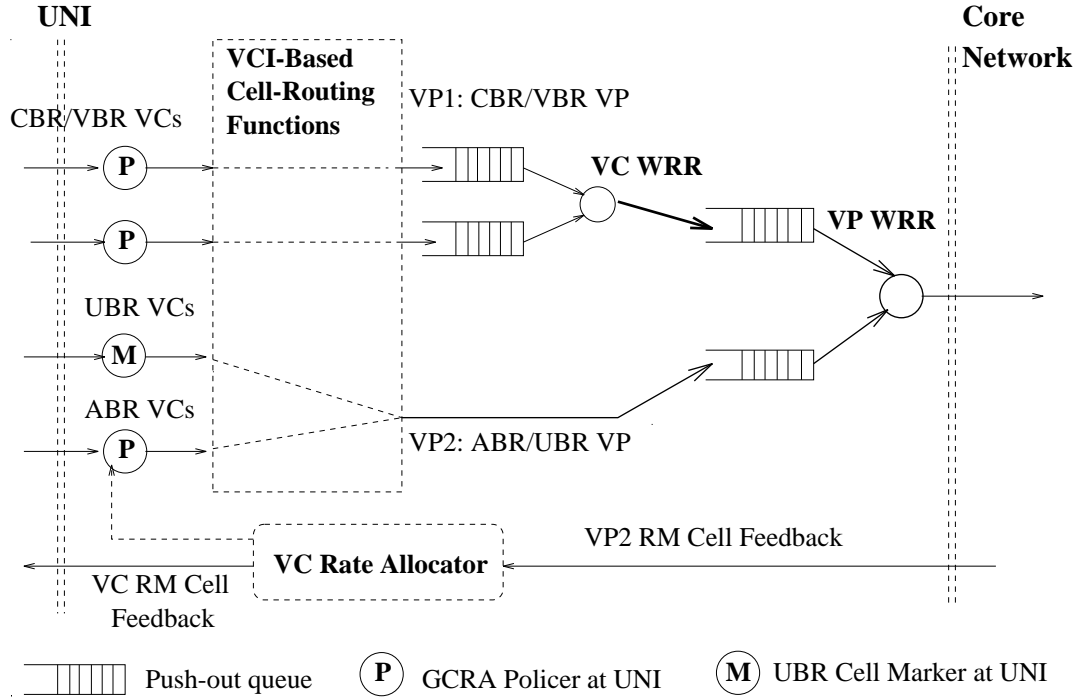 UNI
Core
Network
VCI-Based
Cell-Routing
Functions
CBR/VBR VCs
VP1: CBR/VBR VP
P
VC WRR
P
VP WRR
UBR VCs
M
ABR VCs
P
VP2: ABR/UBR VP
VP2 RM Cell Feedback
VC Rate Allocator
VC RM Cell
Feedback
Push-out queue
P
GCRA Policer at UNI
M
UBR Cell Marker at UNI